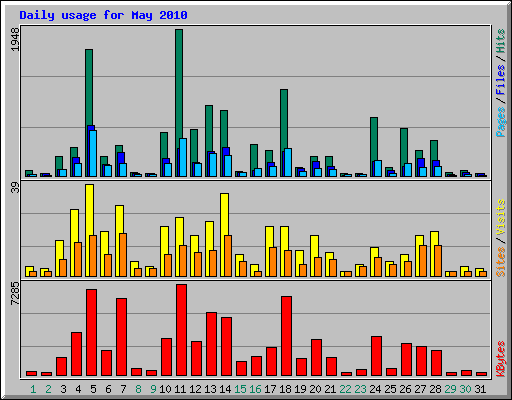 Daily usage for May 2010
1948
Pages / Files / Hits
39
Sites / Visits
7285
KBytes
1 2 3 4 5 6 7 8 9 10 11 12 13 14 15 16 17 18 19 20 21 22 23 24 25 26 27 28 29 30 31